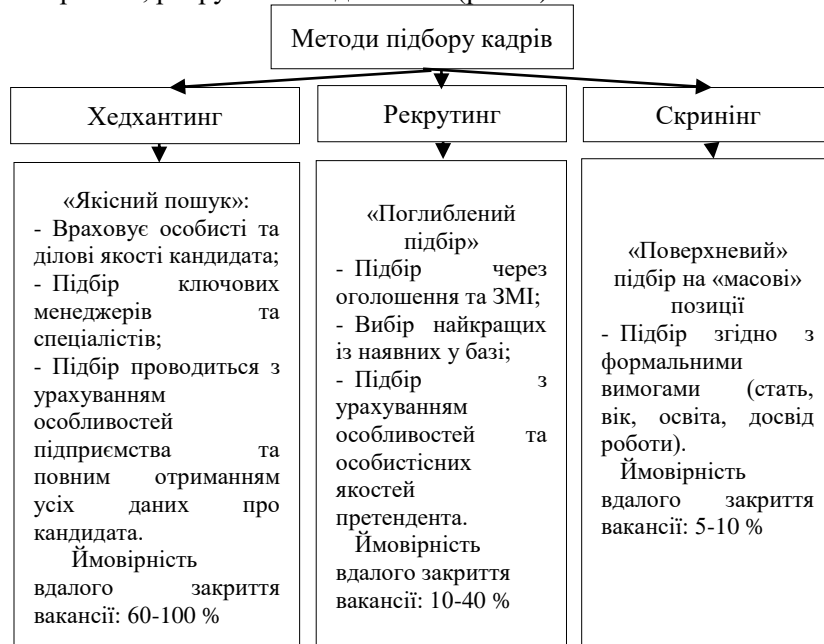 Методи підбору кадрів
Хедхантинг
Рекрутинг
Скринінг
«Якісний пошук»:
- Враховує особисті та
ділові якості кандидата;
- Підбір ключових
менеджерів та
спеціалістів;
- Підбір проводиться з
урахуванням
особливостей
підприємства та
повним отриманням
усіх даних про
кандидата.
Ймовірність
вдалого закриття
вакансії: 60-100 %
«Поглиблений
підбір»
- Підбір через
оголошення та ЗМІ;
- Вибір найкращих
із наявних у базі;
- Підбір з
урахуванням
особливостей та
особистісних
якостей
претендента.
Ймовірність
вдалого закриття
вакансії: 10-40 %
«Поверхневий»
підбір на «масові»
позиції
- Підбір згідно з
формальними
вимогами (стать,
вік, освіта, досвід
роботи).
Ймовірність
вдалого закриття
вакансії: 5-10 %